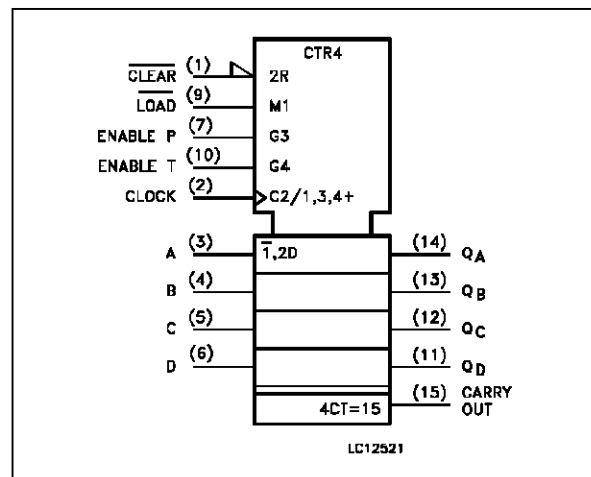 CTR4
CLEAR (1) 2R
LOAD (9) M1
ENABLE P (7) G3
ENABLE T (10) G4
CLOCK (2) C2/1,3,4+
A (3) 1,2D (14) QA
B (4) (13) QB
C (5) (12) QC
D (6) (11) QD
4CT=15 (15) CARRY
OUT
LC12521